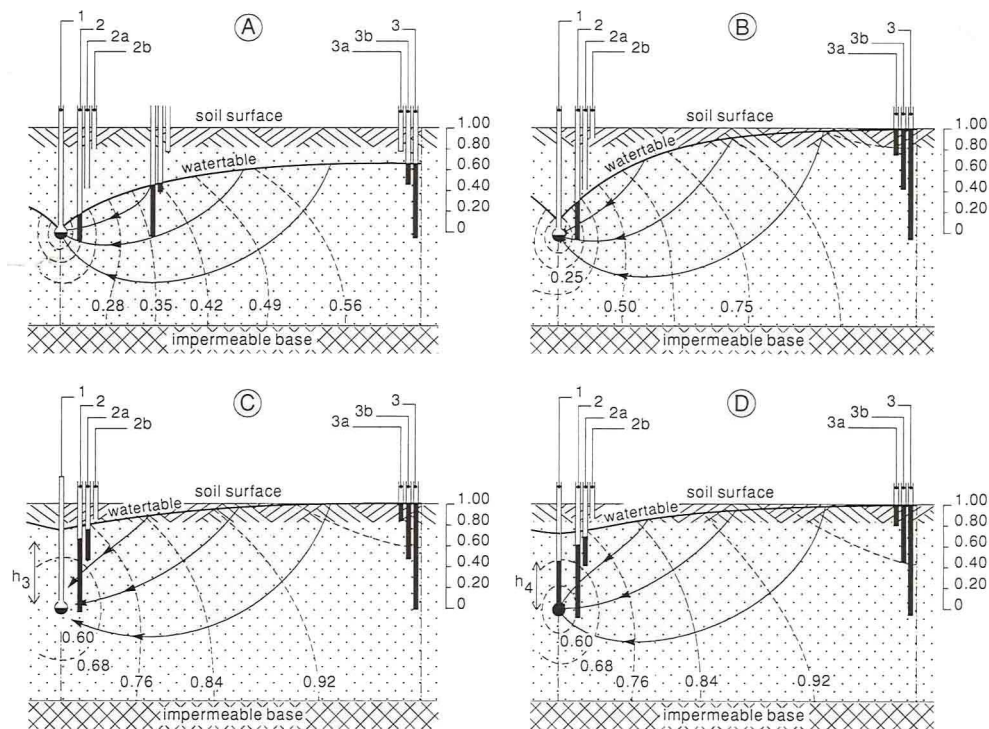 A
1
2
2a
2b
3
3b
3a
soil surface
watertable
1.00
0.80
0.60
0.40
0.20
0
0.28 0.35 0.42 0.49 0.56
impermeable base
B
1
2
2a
2b
3
3b
3a
soil surface
watertable
1.00
0.80
0.60
0.40
0.20
0
0.25
0.50 0.75
impermeable base
C
1
2
2a
2b
3
3b
3a
soil surface
watertable
1.00
0.80
0.60
0.40
0.20
0
h3
0.60
0.68
0.76 0.84 0.92
impermeable base
D
1
2
2a
2b
3
3b
3a
soil surface
watertable
1.00
0.80
0.60
0.40
0.20
0
h4
0.60
0.68
0.76 0.84 0.92
impermeable base